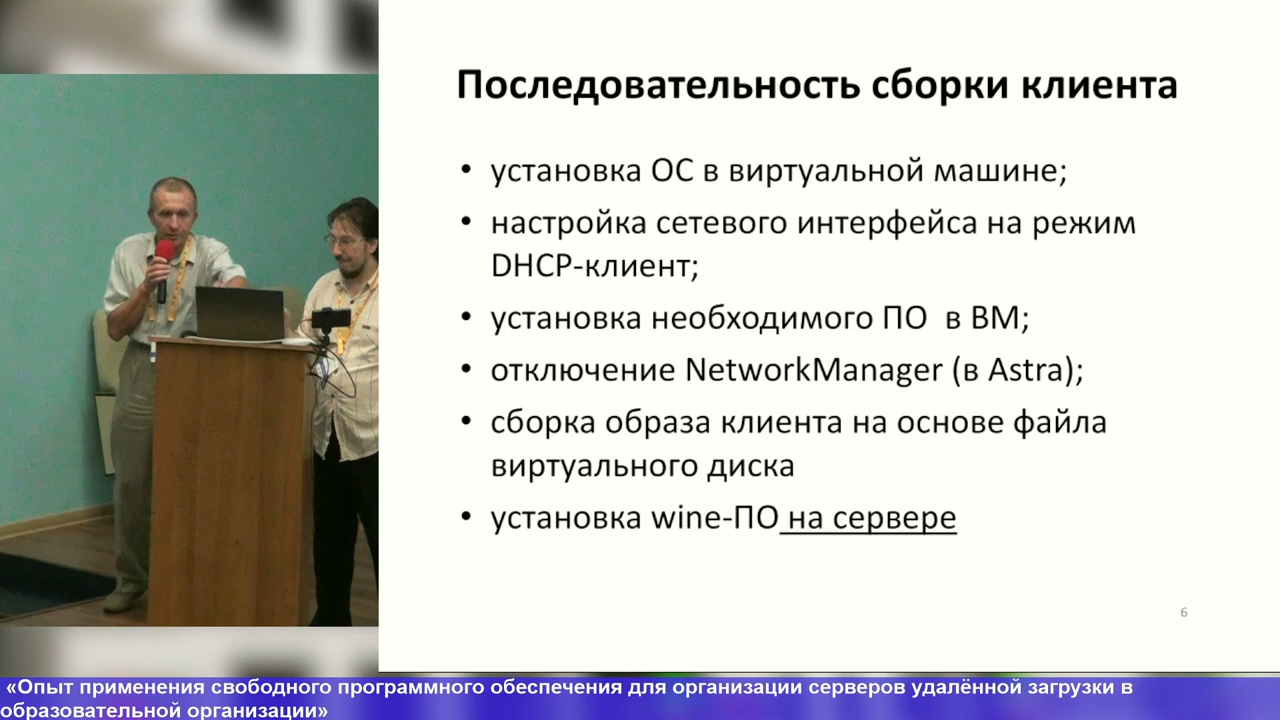 Последовательность сборки клиента
• установка ОС в виртуальной машине;
• настройка сетевого интерфейса на режим
DHCP-клиент;
• установка необходимого ПО  в ВМ;
• отключение NetworkManager (в Astra);
• сборка образа клиента на основе файла
виртуального диска
• установка wine-ПО на сервере
6
«Опыт применения свободного программного обеспечения для организации серверов удалённой загрузки в
образовательной организации»